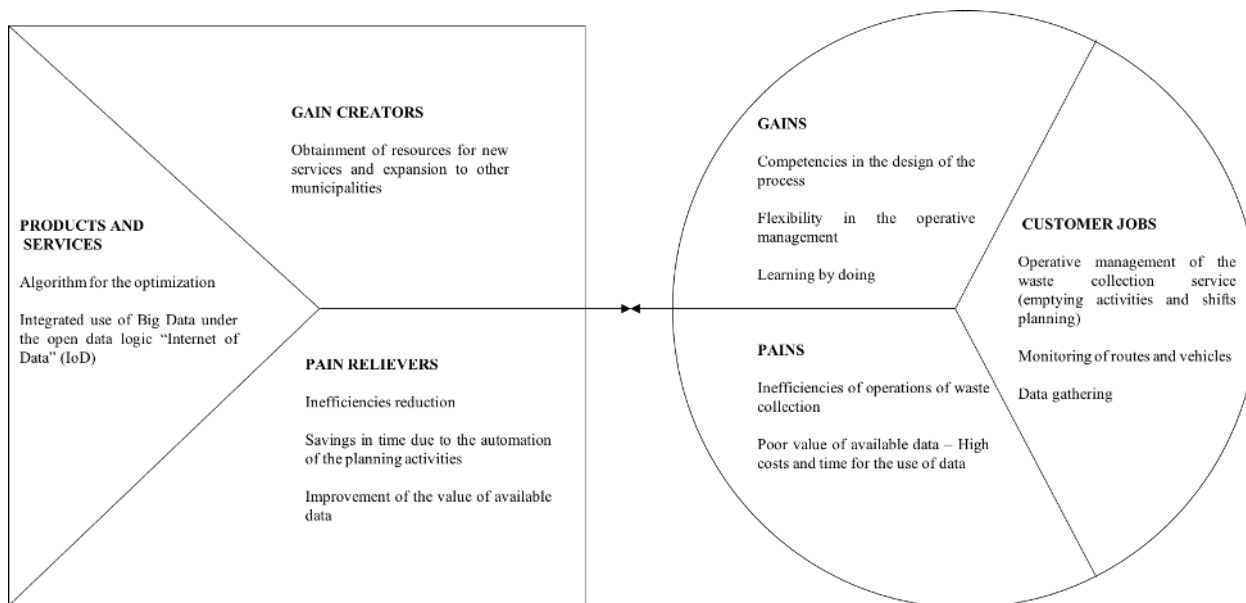 GAIN CREATORS
Obtainment of resources for new
services and expansion to other
municipalities
PRODUCTS AND
SERVICES
Algorithm for the optimization
Integrated use of Big Data under
the open data logic “Internet of
Data” (IoD)
PAIN RELIEVERS
Inefficiencies reduction
Savings in time due to the automation
of the planning activities
Improvement of the value of available
data
GAINS
Competencies in the design of the
process
Flexibility in the operative
management
Learning by doing
PAINS
Inefficiencies of operations of waste
collection
Poor value of available data – High
costs and time for the use of data
CUSTOMER JOBS
Operative management of the
waste collection service
(emptying activities and shifts
planning)
Monitoring of routes and vehicles
Data gathering